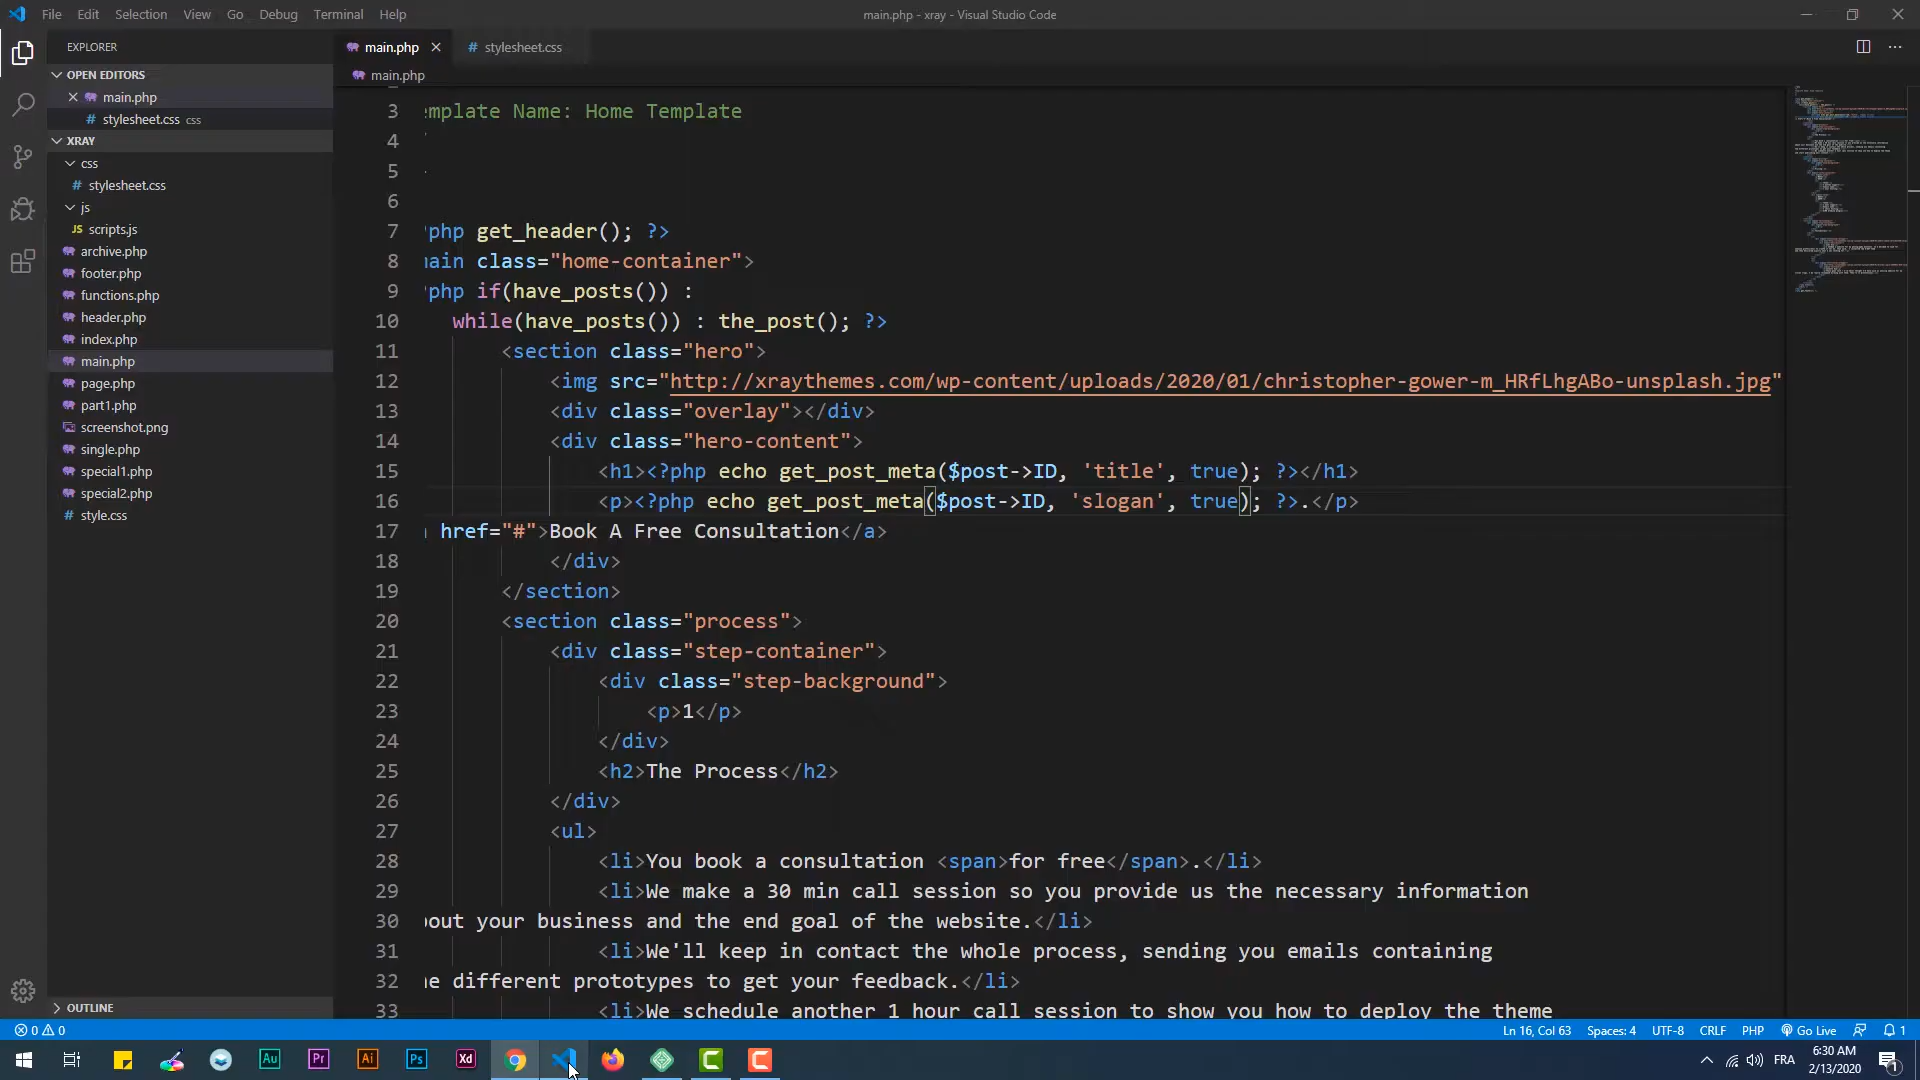 File Edit Selection View Go Debug Terminal Help
main.php - xray - Visual Studio Code
EXPLORER
OPEN EDITORS
main.php
stylesheet.css css
XRAY
css
stylesheet.css
js
JS scripts.js
archive.php
footer.php
functions.php
header.php
index.php
main.php
page.php
part1.php
screenshot.png
single.php
special1.php
special2.php
style.css
OUTLINE
main.php
# stylesheet.css
main.php
3 emplate Name: Home Template
4
5
6
7 php get_header(); ?>
8 ain class="home-container">
9 php if(have_posts()) :
10 while(have_posts()) : the_post(); ?>
11 <section class="hero">
12 <img src="http://xraythemes.com/wp-content/uploads/2020/01/christopher-gower-m_HRfLhgABo-unsplash.jpg"
13 <div class="overlay"></div>
14 <div class="hero-content">
15 <h1><?php echo get_post_meta($post->ID, 'title', true); ?></h1>
16 <p><?php echo get_post_meta($post->ID, 'slogan', true); ?>.</p>
17 href="#">Book A Free Consultation</a>
18 </div>
19 </section>
20 <section class="process">
21 <div class="step-container">
22 <div class="step-background">
23 <p>1</p>
24 </div>
25 <h2>The Process</h2>
26 </div>
27 <ul>
28 <li>You book a consultation <span>for free</span>.</li>
29 <li>We make a 30 min call session so you provide us the necessary information
30 out your business and the end goal of the website.</li>
31 <li>We'll keep in contact the whole process, sending you emails containing
32 e different prototypes to get your feedback.</li>
33 <li>We schedule another 1 hour call session to show you how to deploy the theme
0 0
Ln 16, Col 63 Spaces: 4 UTF-8 CRLF PHP Go Live 1
Au Pr Ai Ps Xd
FRA
6:30 AM
2/13/2020
1